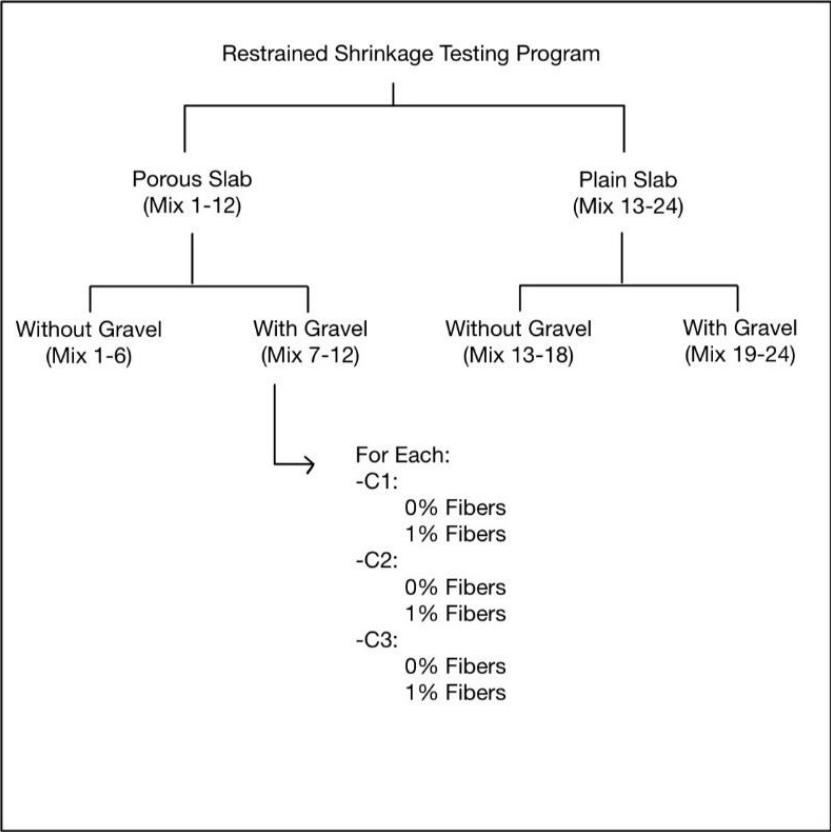 Restrained Shrinkage Testing Program
Porous Slab
(Mix 1-12)
Plain Slab
(Mix 13-24)
Without Gravel
(Mix 1-6)
With Gravel
(Mix 7-12)
Without Gravel
(Mix 13-18)
With Gravel
(Mix 19-24)
For Each:
-C1:
0% Fibers
1% Fibers
-C2:
0% Fibers
1% Fibers
-C3:
0% Fibers
1% Fibers